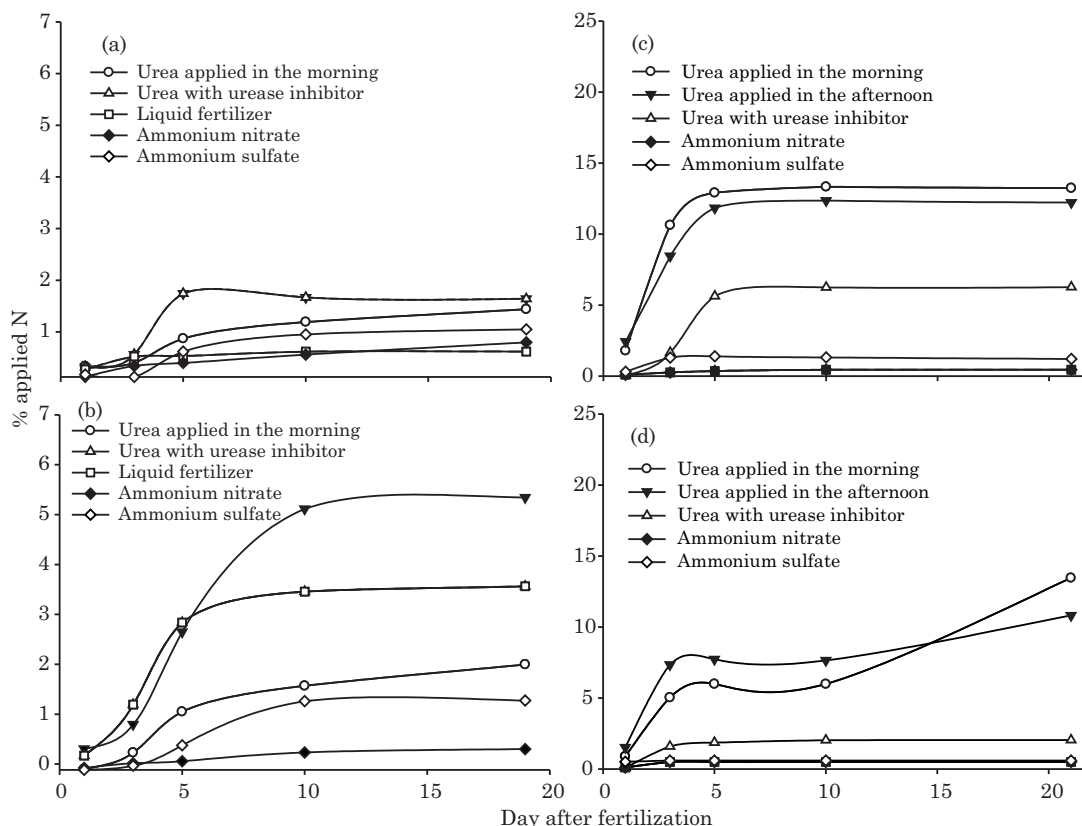 % applied N
7
6
5
4
3
2
1
(a)
Urea applied in the morning
Urea with urease inhibitor
Liquid fertilizer
Ammonium nitrate
Ammonium sulfate
25
20
15
10
5
0
(c)
Urea applied in the morning
Urea applied in the afternoon
Urea with urease inhibitor
Ammonium nitrate
Ammonium sulfate
7
6
5
4
3
2
1
0
(b)
Urea applied in the morning
Urea with urease inhibitor
Liquid fertilizer
Ammonium nitrate
Ammonium sulfate
0 5 10 15 20
25
20
15
10
5
0
(d)
Urea applied in the morning
Urea applied in the afternoon
Urea with urease inhibitor
Ammonium nitrate
Ammonium sulfate
0 5 10 15 20
Day after fertilization